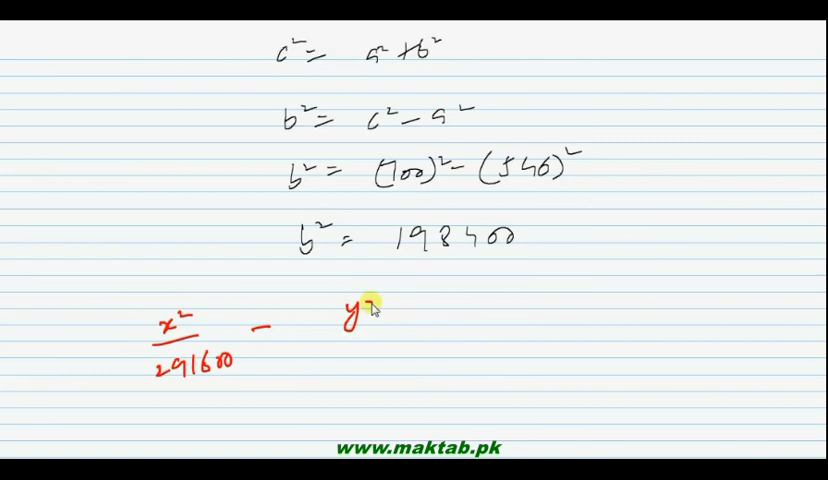 c² = a² + b²
b² = c² - a²
b² = (700)² - (540)²
b² = 198400
x²/291600 - y²
www.maktab.pk